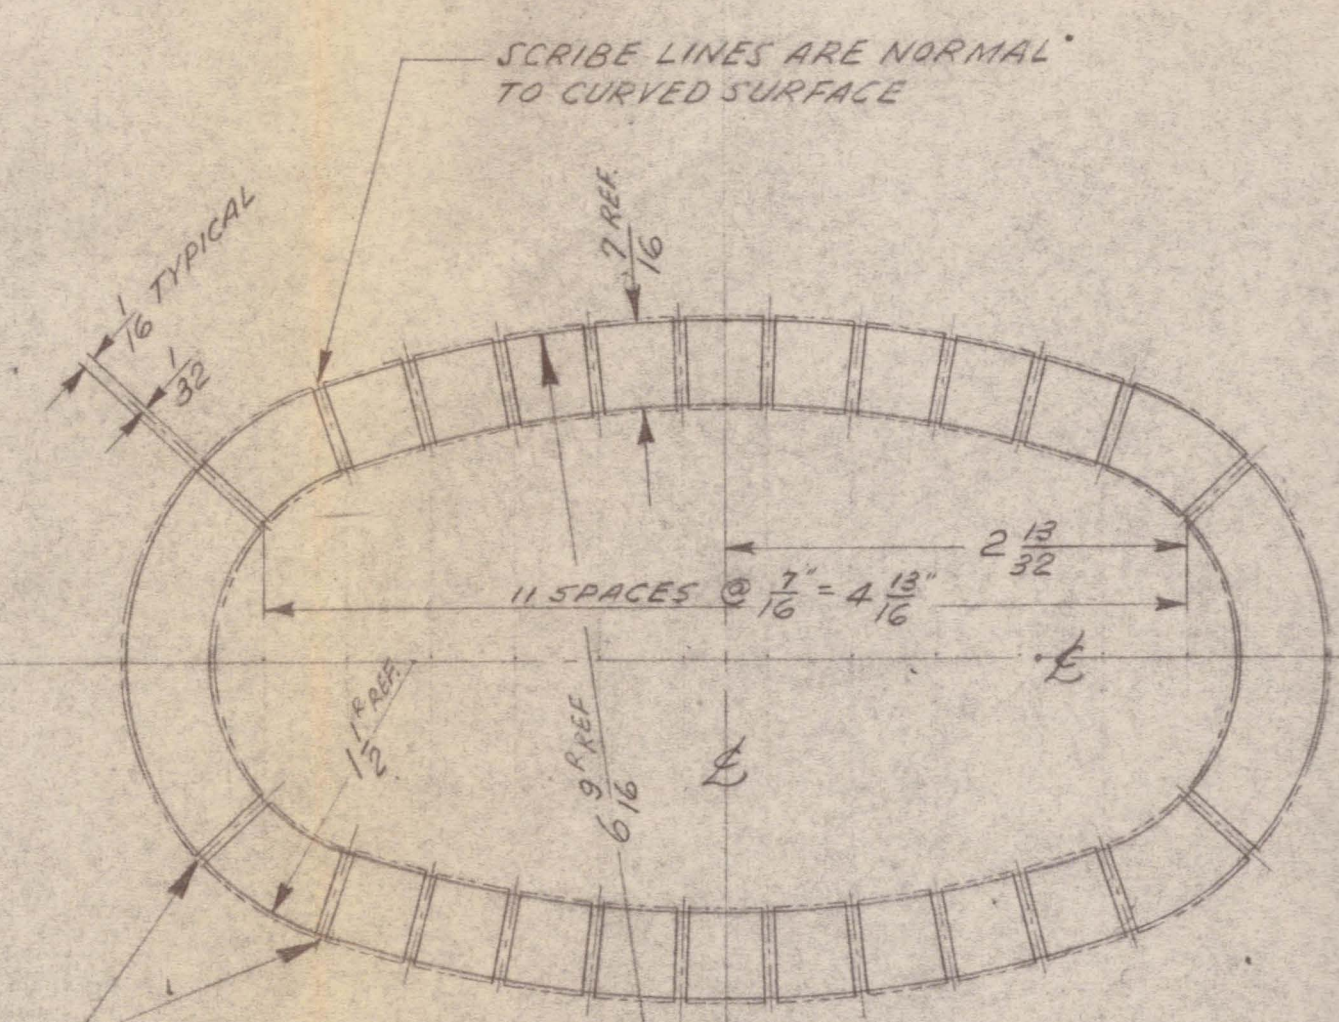 SCRIBE LINES ARE NORMAL
TO CURVED SURFACE
1/16 TYPICAL
1/32
7/16 REF.
2 13/32
11 SPACES @ 7/16" = 4 13/16"
℄
1 1/2 R REF.
6 9/16 R REF
℄